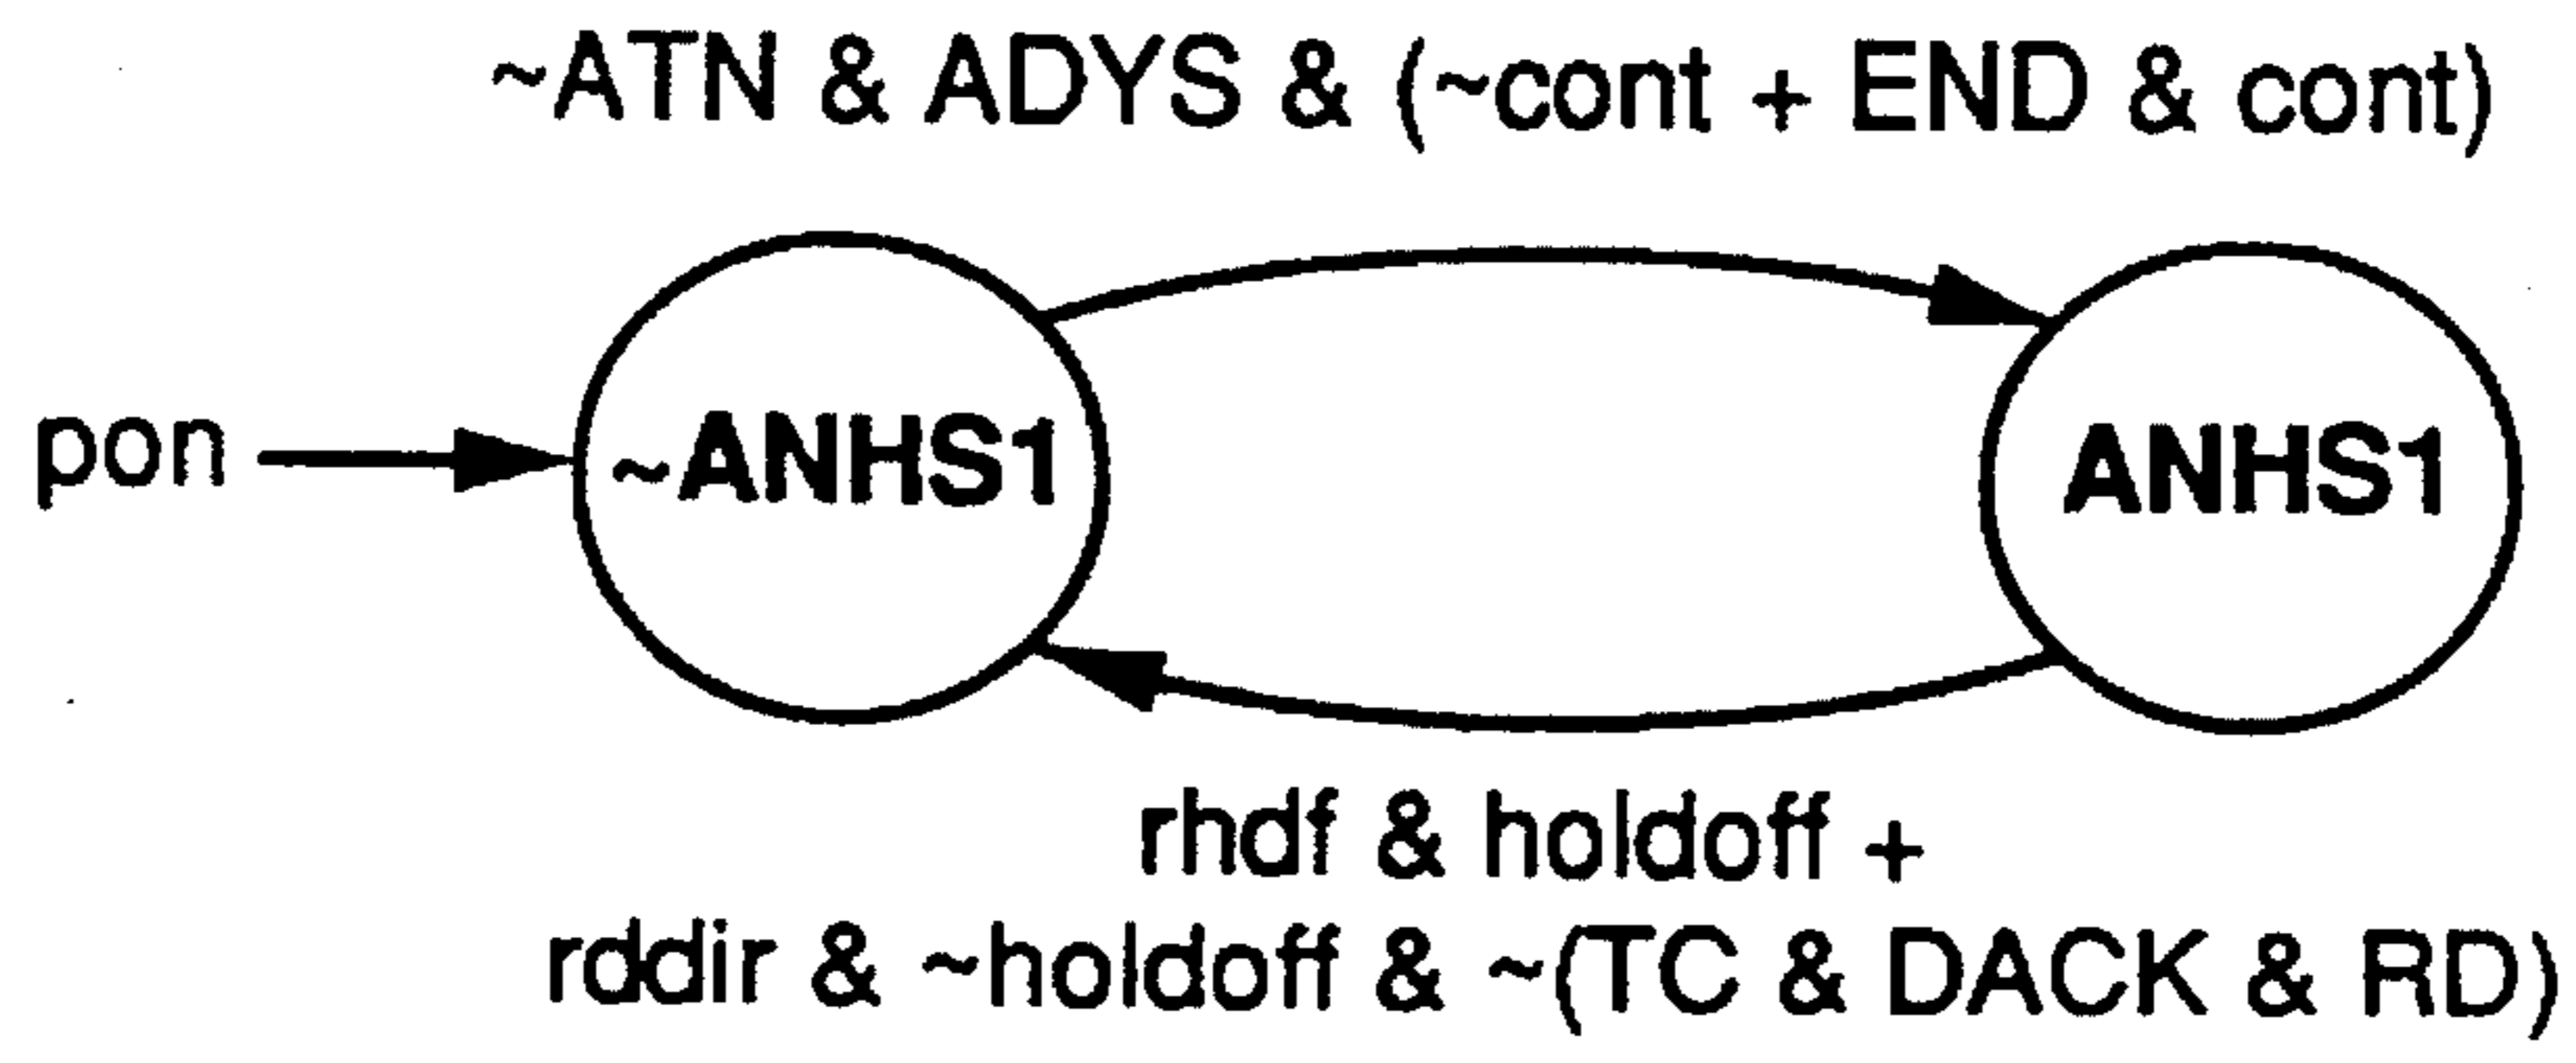 ~ATN & ADYS & (~cont + END & cont)
pon
~ANHS1
ANHS1
rhdf & holdoff +
rddir & ~holdoff & ~(TC & DACK & RD)